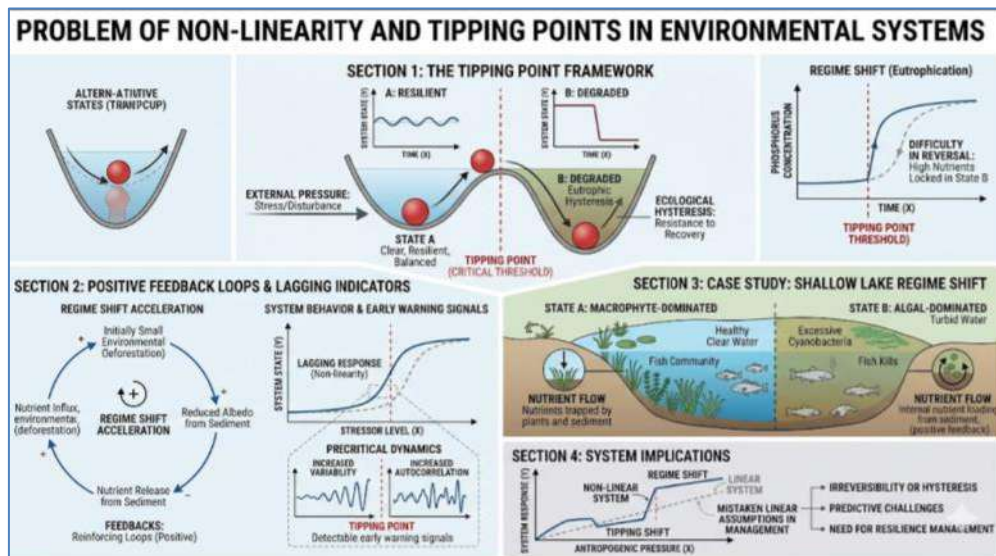 PROBLEM OF NON-LINEARITY AND TIPPING POINTS IN ENVIRONMENTAL SYSTEMS
ALTERN-ATIITIVE
STATES (TRANPCUP)
SECTION 1: THE TIPPING POINT FRAMEWORK
A: RESILIENT
SYSTEM STATE (Y)
TIME (X)
B: DEGRADED
SYSTEM STATE (Y)
TIME (X)
EXTERNAL PRESSURE:
Stress/Disturbance
STATE A
Clear, Resilient,
Balanced
TIPPING POINT
(CRITICAL THRESHOLD)
B: DEGRADED
Eutrophic
Hysteresis
ECOLOGICAL
HYSTERESIS:
Resistance to
Recovery
REGIME SHIFT (Eutrophication)
PHOSPHORUS
CONCENTRATION
DIFFICULTY
IN REVERSAL:
High Nutrients
Locked in State B
TIME (X)
TIPPING POINT
THRESHOLD)
SECTION 2: POSITIVE FEEDBACK LOOPS & LAGGING INDICATORS
REGIME SHIFT ACCELERATION
Initially Small
Environmental
Deforestation)
+
+
Nutrient Influx,
environmental
(deforestation)
+
REGIME SHIFT
ACCELERATION
Reduced Albedo
from Sediment
+
Nutrient Release
from Sediment
–
FEEDBACKS:
Reinforcing Loops (Positive)
SYSTEM BEHAVIOR & EARLY WARNING SIGNALS
SYSTEM STATE (Y)
LAGGING RESPONSE
(Non-linearity)
STRESSOR LEVEL (X)
PRECRITICAL DYNAMICS
INCREASED
VARIABILITY
INCREASED
AUTOCORRELATION
TIPPING POINT
Detectable early warning signals
SECTION 3: CASE STUDY: SHALLOW LAKE REGIME SHIFT
STATE A: MACROPHYTE-DOMINATED
STATE B: ALGAL-DOMINATED
Turbid Water
Healthy
Clear Water
Excessive
Cyanobacteria
Fish Community
Fish Kills
NUTRIENT FLOW
Nutrients trapped by
plants and sediment
NUTRIENT FLOW
Internal nutrient loading
from sediment,
(positive feedback)
SECTION 4: SYSTEM IMPLICATIONS
SYSTEM RESPONSE (Y)
NON-LINEAR
SYSTEM
REGIME SHIFT
LINEAR
SYSTEM
MISTAKEN LINEAR
ASSUMPTIONS IN
MANAGEMENT
TIPPING SHIFT
ANTROPOGENIC PRESSURE (X)
IRREVERSIBILITY OR HYSTERESIS
PREDICTIVE CHALLENGES
NEED FOR RESILIENCE MANAGEMENT